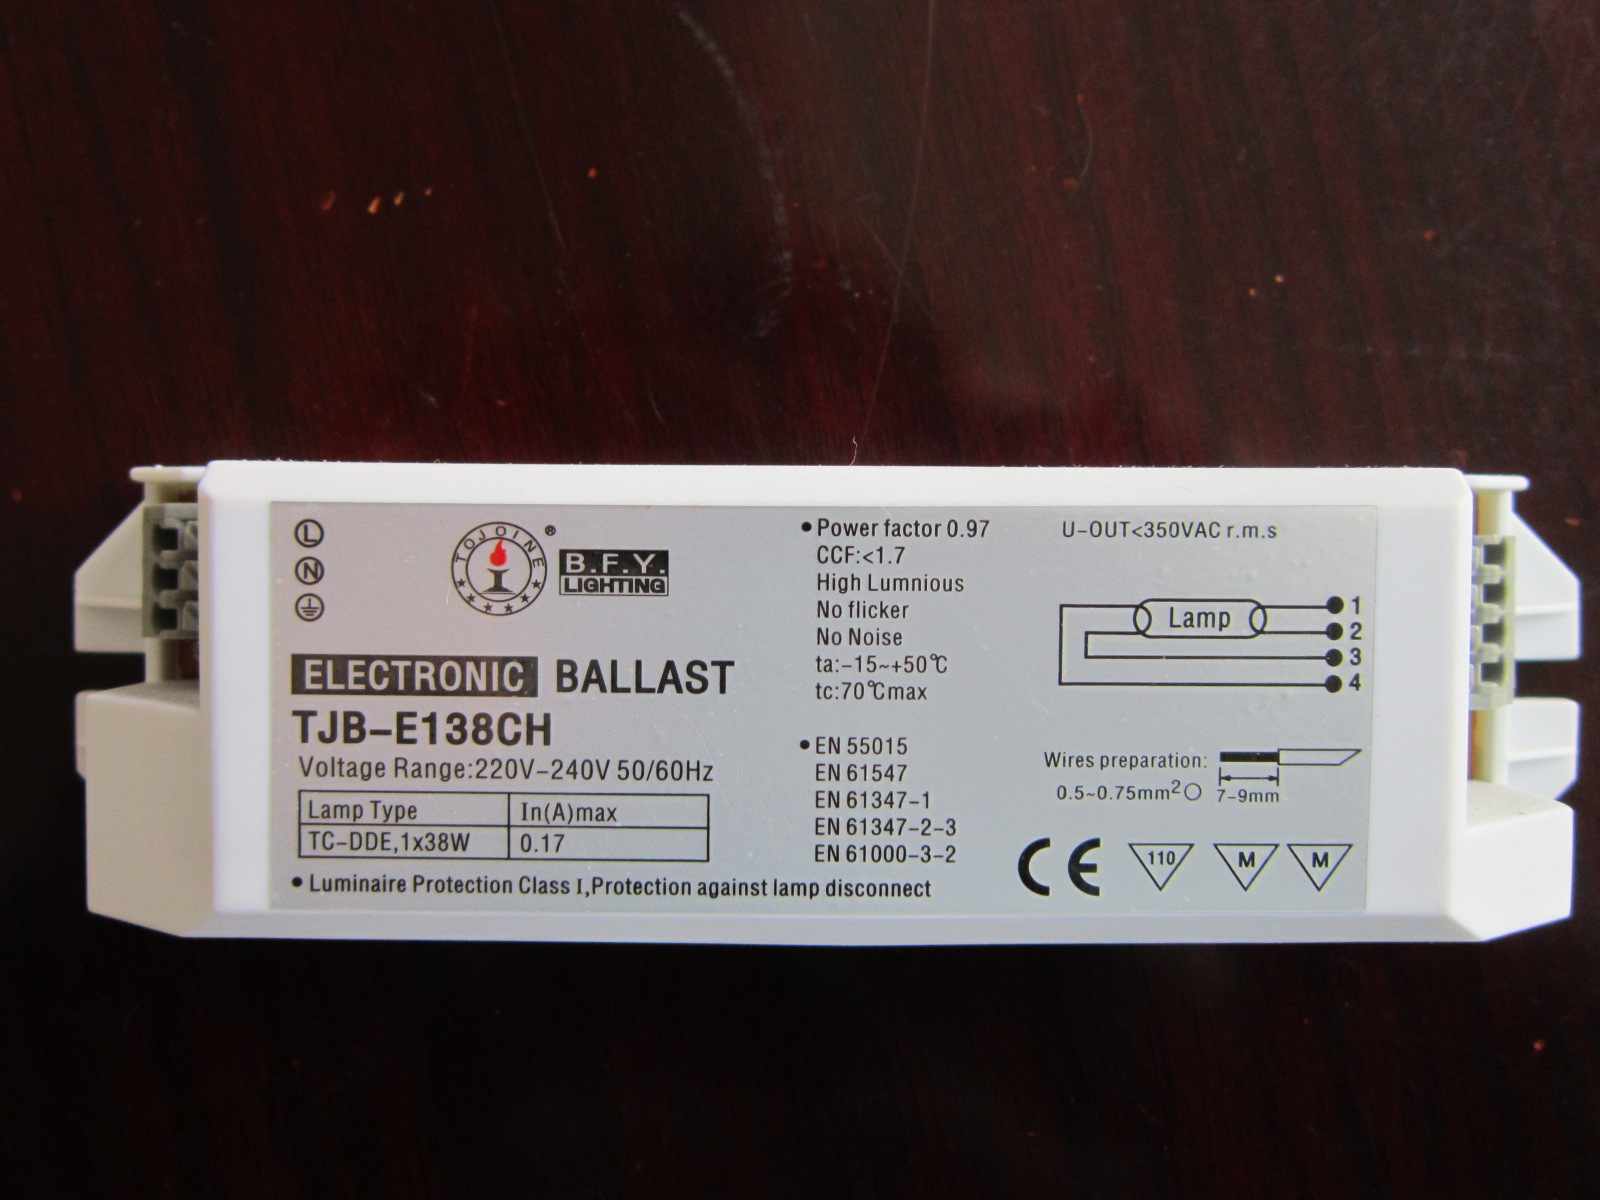 L
N
TOJOINE ®
B.F.Y.
LIGHTING
ELECTRONIC BALLAST
TJB-E138CH
Voltage Range:220V-240V 50/60Hz
Lamp Type In(A)max
TC-DDE,1x38W 0.17
• Luminaire Protection Class I,Protection against lamp disconnect
• Power factor 0.97
CCF:<1.7
High Lumnious
No flicker
No Noise
ta:-15~+50℃
tc:70℃max
• EN 55015
EN 61547
EN 61347-1
EN 61347-2-3
EN 61000-3-2
U-OUT<350VAC r.m.s
Lamp
1
2
3
4
Wires preparation:
0.5~0.75mm²○ 7-9mm
CE 110 M M